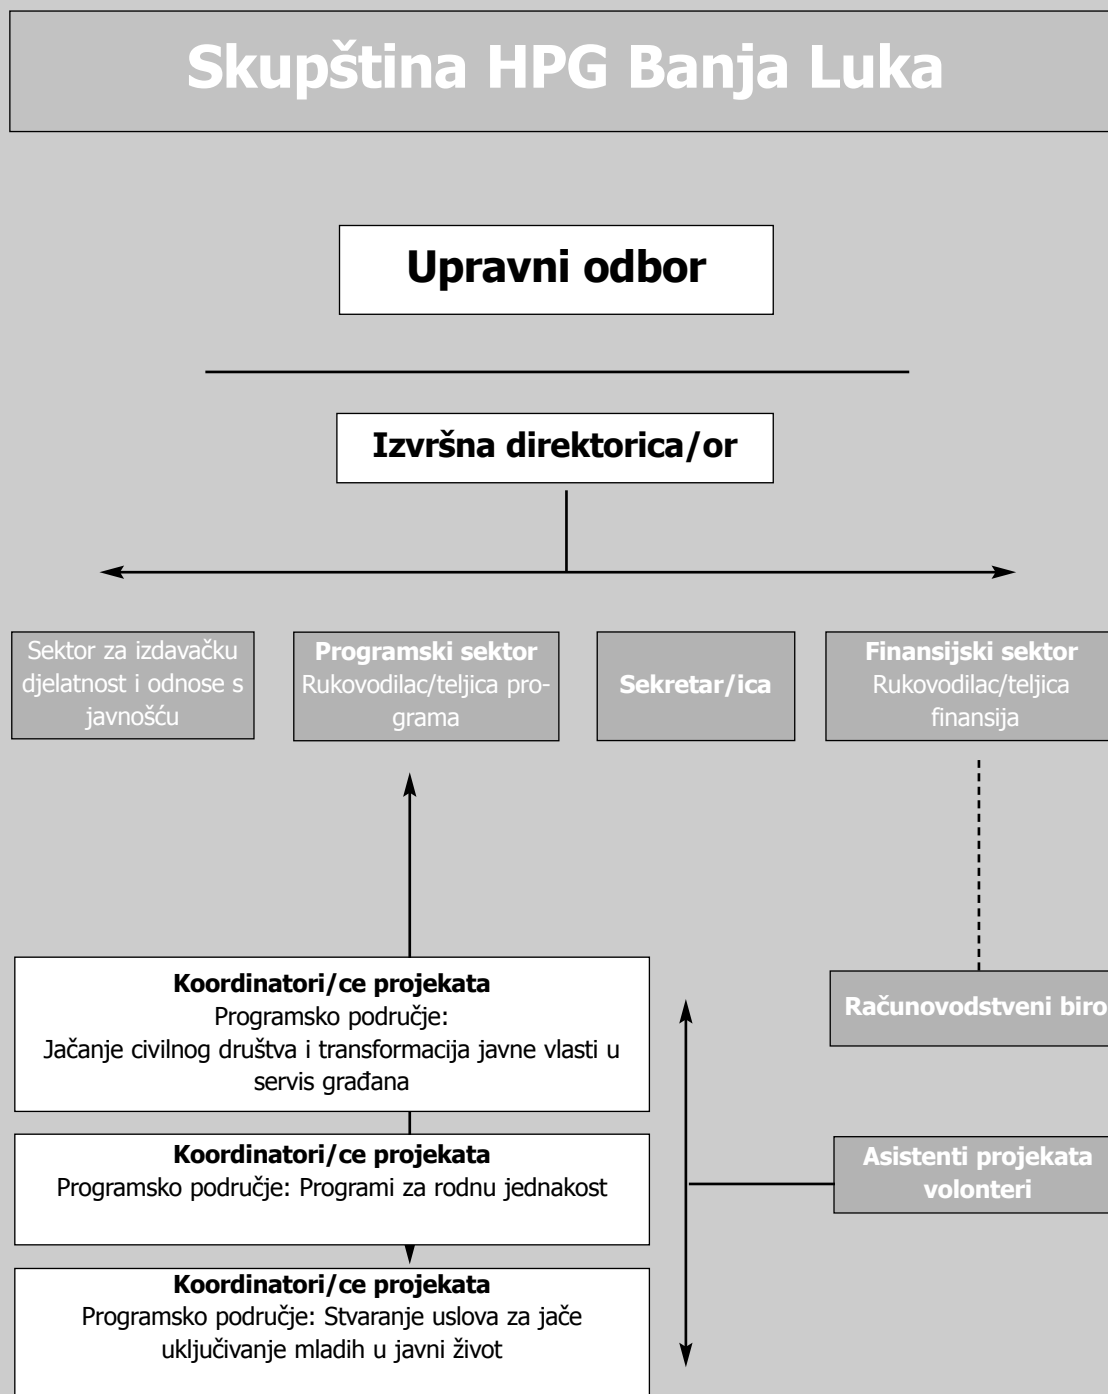 Skupština HPG Banja Luka
Upravni odbor
Izvršna direktorica/or
Sektor za izdavačku
djelatnost i odnose s
javnošću
Programski sektor
Rukovodilac/teljica pro-
grama
Sekretar/ica
Finansijski sektor
Rukovodilac/teljica
finansija
Koordinatori/ce projekata
Programsko područje:
Jačanje civilnog društva i transformacija javne vlasti u
servis građana
Računovodstveni biro
Koordinatori/ce projekata
Programsko područje: Programi za rodnu jednakost
Asistenti projekata
volonteri
Koordinatori/ce projekata
Programsko područje: Stvaranje uslova za jače
uključivanje mladih u javni život